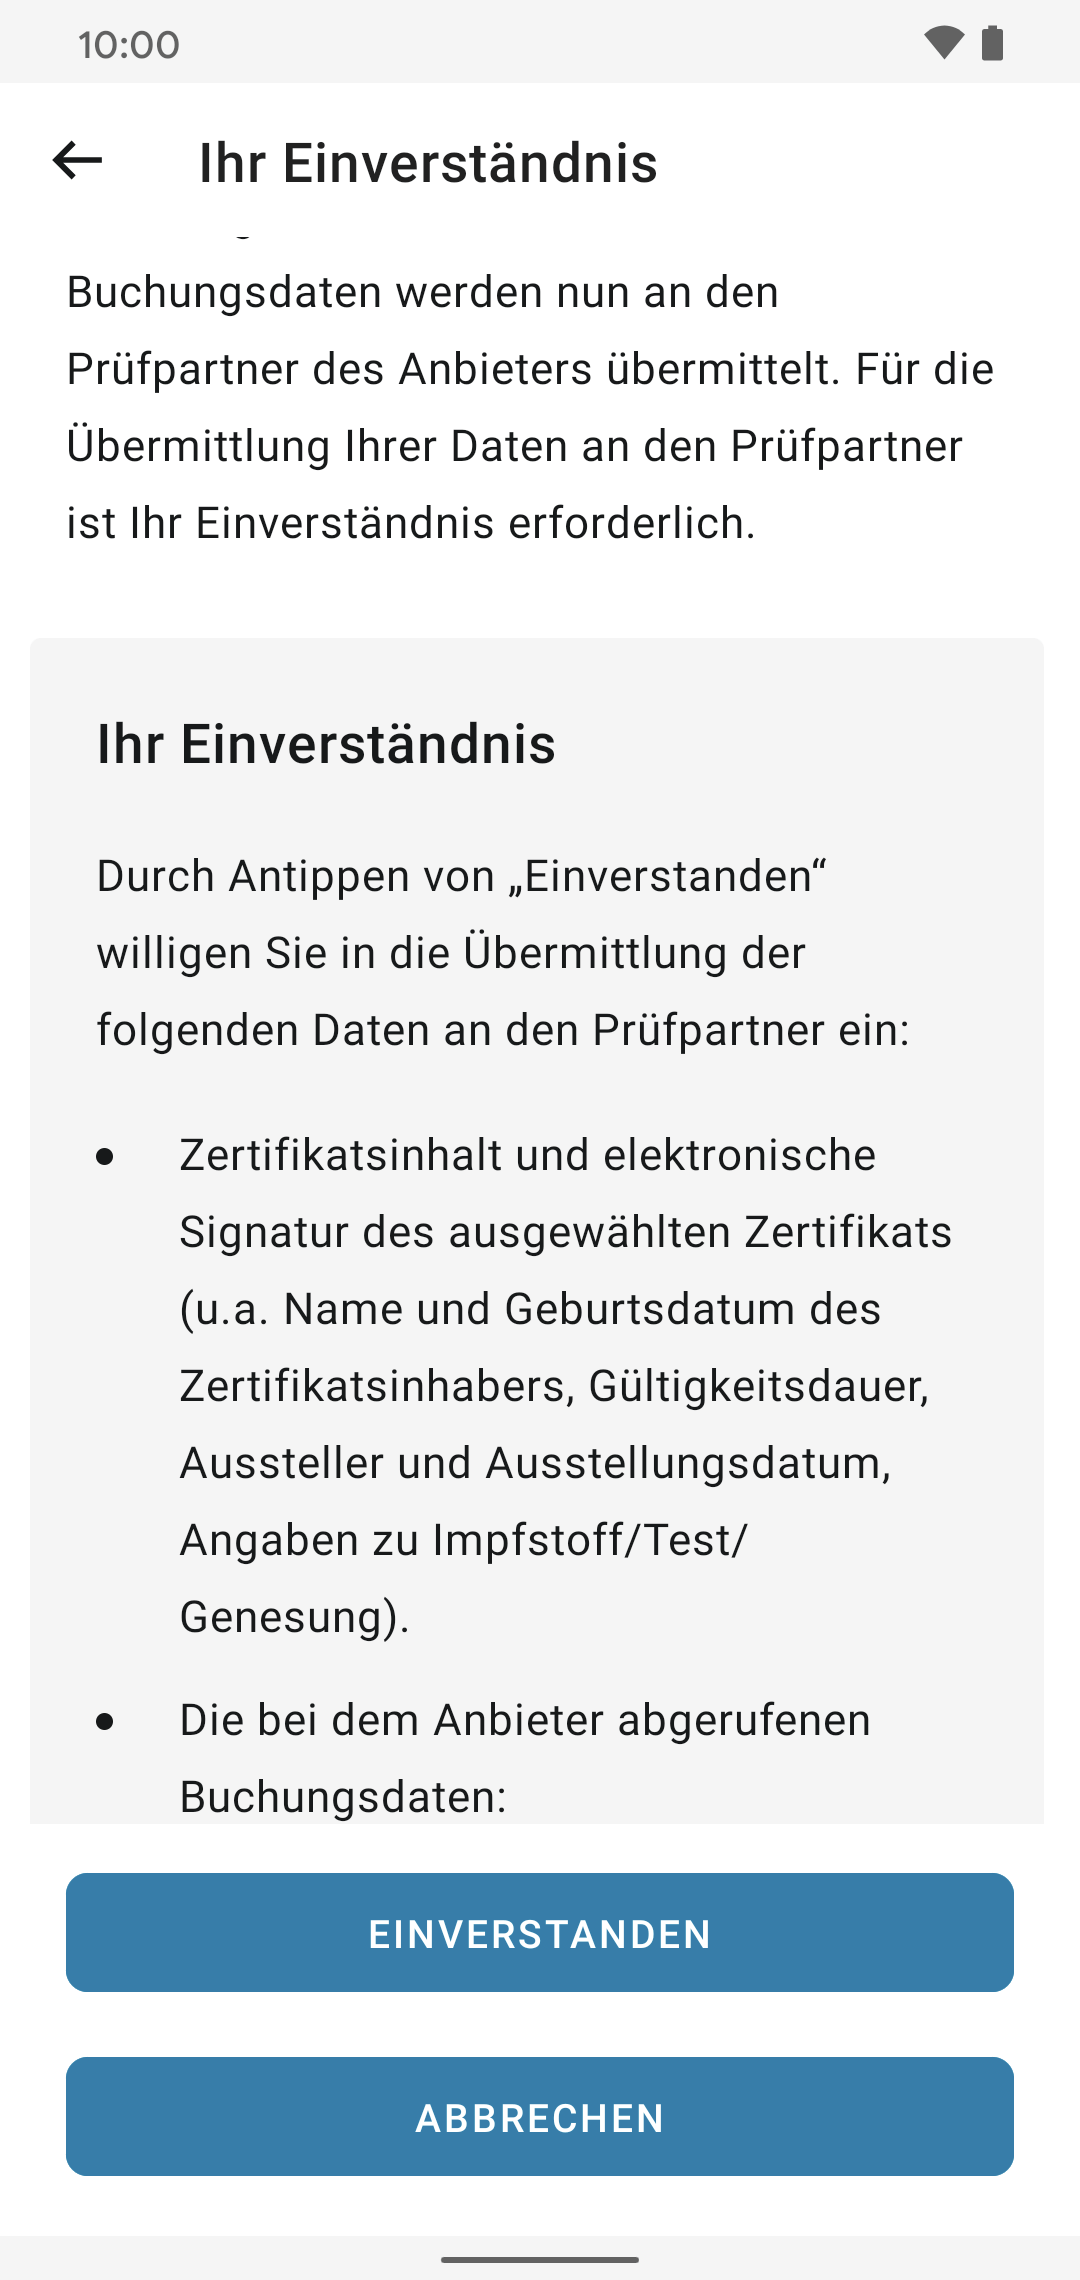 10:00
Ihr Einverständnis
Buchungsdaten werden nun an den
Prüfpartner des Anbieters übermittelt. Für die
Übermittlung Ihrer Daten an den Prüfpartner
ist Ihr Einverständnis erforderlich.
Ihr Einverständnis
Durch Antippen von „Einverstanden“
willigen Sie in die Übermittlung der
folgenden Daten an den Prüfpartner ein:
● Zertifikatsinhalt und elektronische
Signatur des ausgewählten Zertifikats
(u.a. Name und Geburtsdatum des
Zertifikatsinhabers, Gültigkeitsdauer,
Aussteller und Ausstellungsdatum,
Angaben zu Impfstoff/Test/
Genesung).
● Die bei dem Anbieter abgerufenen
Buchungsdaten:
EINVERSTANDEN
ABBRECHEN